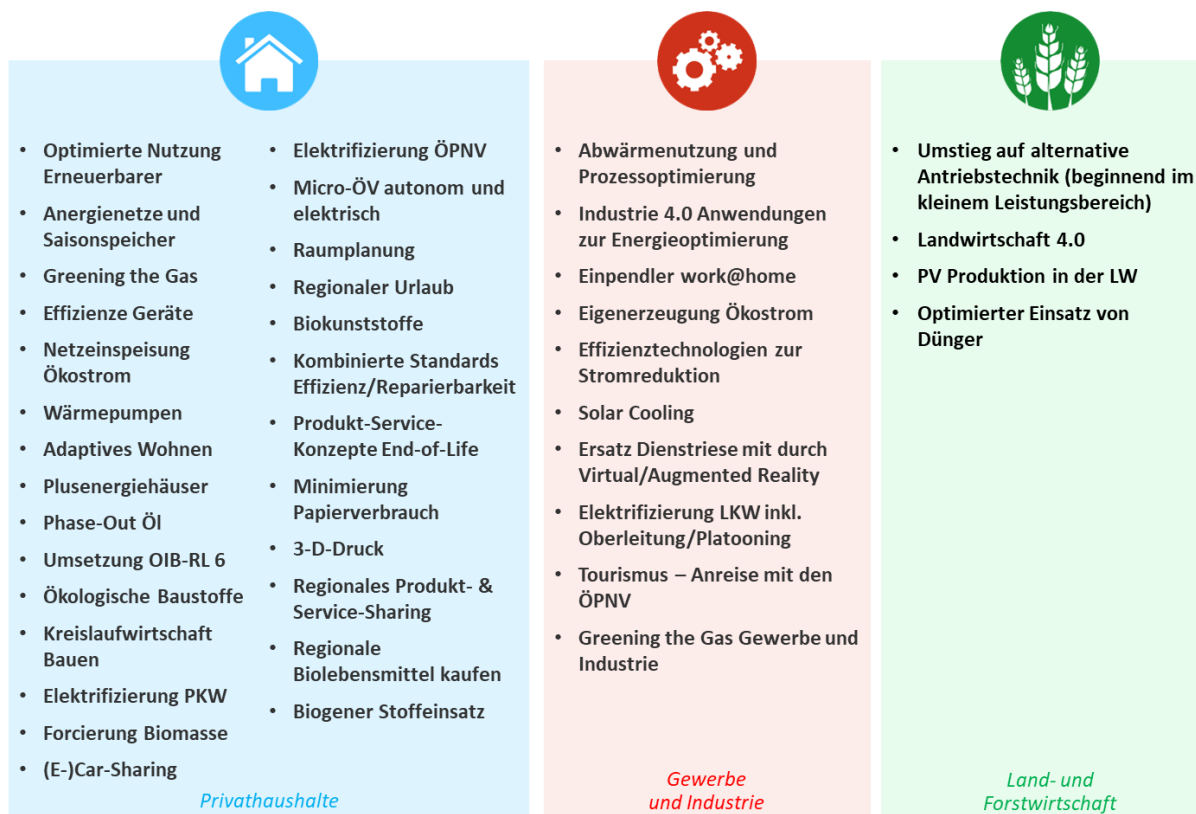 • Optimierte Nutzung
Erneuerbarer
• Anergienetze und
Saisonspeicher
• Greening the Gas
• Effizienze Geräte
• Netzeinspeisung
Ökostrom
• Wärmepumpen
• Adaptives Wohnen
• Plusenergiehäuser
• Phase-Out Öl
• Umsetzung OIB-RL 6
• Ökologische Baustoffe
• Kreislaufwirtschaft
Bauen
• Elektrifizierung PKW
• Forcierung Biomasse
• (E-)Car-Sharing
• Elektrifizierung ÖPNV
• Micro-ÖV autonom und
elektrisch
• Raumplanung
• Regionaler Urlaub
• Biokunststoffe
• Kombinierte Standards
Effizienz/Reparierbarkeit
• Produkt-Service-
Konzepte End-of-Life
• Minimierung
Papierverbrauch
• 3-D-Druck
• Regionales Produkt- &
Service-Sharing
• Regionale
Biolebensmittel kaufen
• Biogener Stoffeinsatz
Privathaushalte
• Abwärmenutzung und
Prozessoptimierung
• Industrie 4.0 Anwendungen
zur Energieoptimierung
• Einpendler work@home
• Eigenerzeugung Ökostrom
• Effizienztechnologien zur
Stromreduktion
• Solar Cooling
• Ersatz Dienstriese mit durch
Virtual/Augmented Reality
• Elektrifizierung LKW inkl.
Oberleitung/Platooning
• Tourismus – Anreise mit den
ÖPNV
• Greening the Gas Gewerbe und
Industrie
Gewerbe
und Industrie
• Umstieg auf alternative
Antriebstechnik (beginnend im
kleinem Leistungsbereich)
• Landwirtschaft 4.0
• PV Produktion in der LW
• Optimierter Einsatz von
Dünger
Land- und
Forstwirtschaft